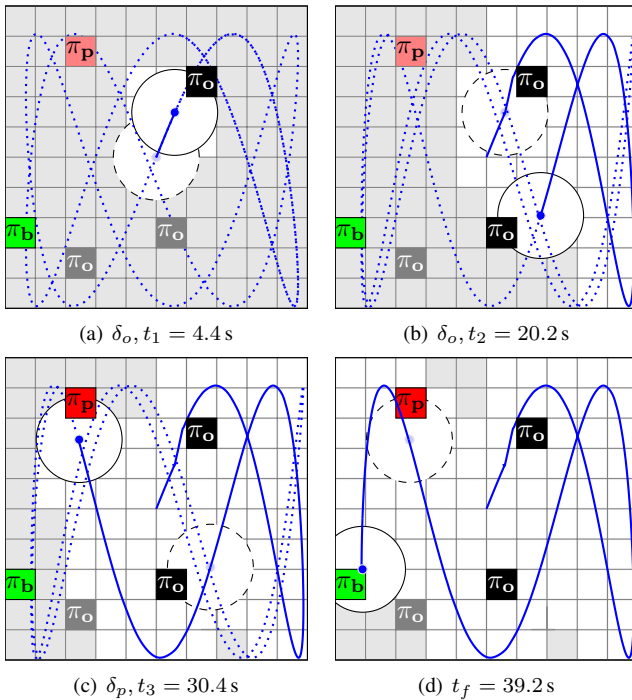 π_p
π_o
π_b
π_o
π_o
(a) δ_o, t_1 = 4.4 s
π_p
π_o
π_b
π_o
π_o
(b) δ_o, t_2 = 20.2 s
π_p
π_o
π_b
π_o
π_o
(c) δ_p, t_3 = 30.4 s
π_p
π_o
π_b
π_o
π_o
(d) t_f = 39.2 s